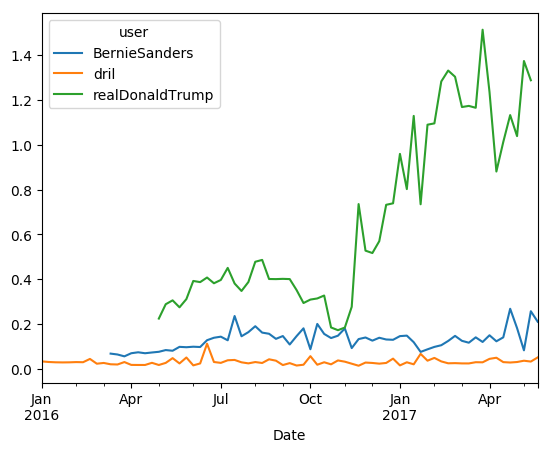 user
BernieSanders
dril
realDonaldTrump
1.4
1.2
1.0
0.8
0.6
0.4
0.2
0.0
Jan Apr Jul Oct Jan Apr
2016 2017
Date